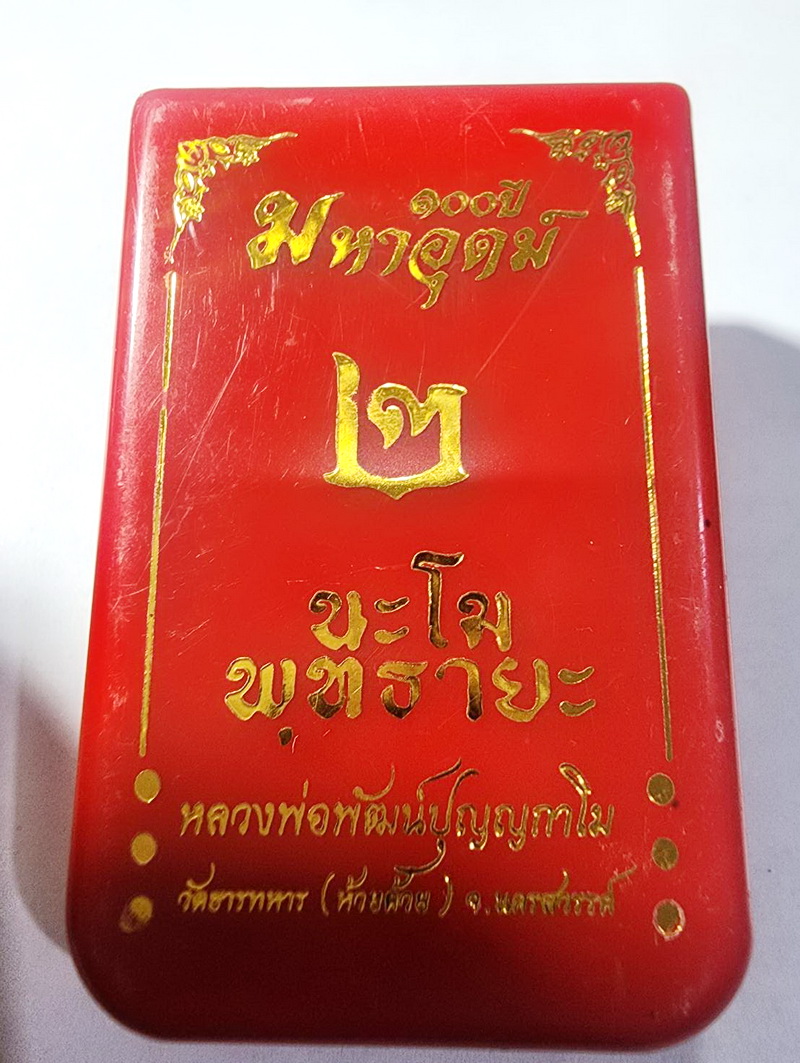 ๑๐๐ปี
มหาอุตม์
๒
นะโม
พุทธายะ
หลวงพ่อพัฒน์ปุญญกาโม
วัดธารทหาร (ห้วยด้วน) จ.นครสวรรค์